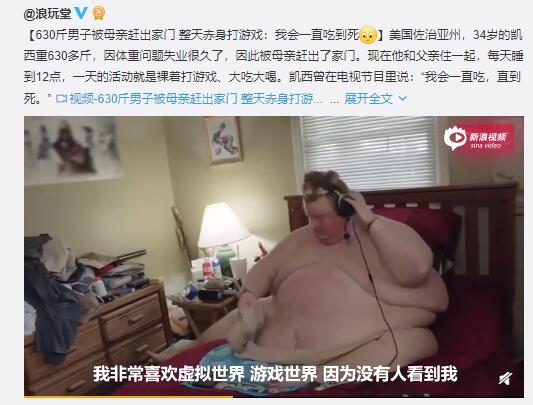 @浪玩堂
【630斤男子被母亲赶出家门 整天赤身打游戏：我会一直吃到死】美国佐治亚州，34岁的凯
西重630多斤，因体重问题失业很久了，因此被母亲赶出了家门。现在他和父亲住一起，每天睡
到12点，一天的活动就是裸着打游戏、大吃大喝。凯西曾在电视节目里说：“我会一直吃，直到
死。” 视频-630斤男子被母亲赶出家门 整天赤身打游... ... 展开全文
新浪视频
sina video
我非常喜欢虚拟世界 游戏世界 因为没有人看到我